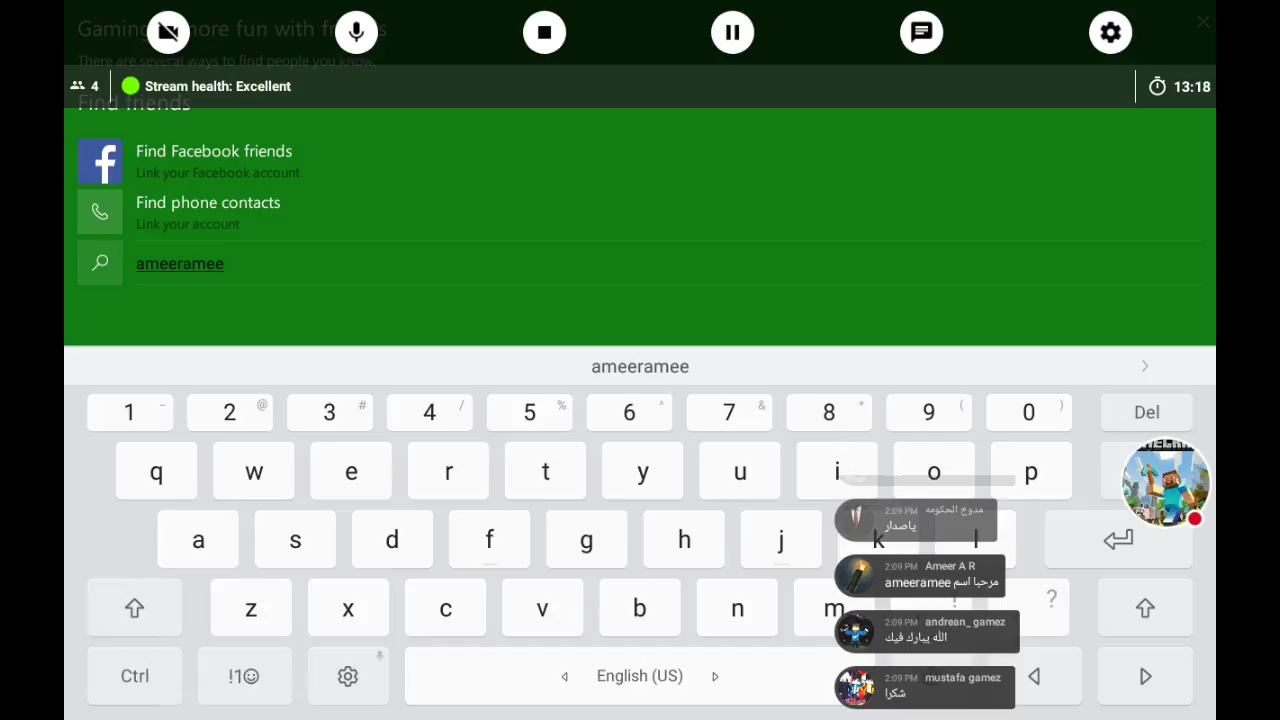 Gaming is more fun with friends
There are several ways to find people you know.
4
Stream health: Excellent
13:18
Find friends
Find Facebook friends
Link your Facebook account
Find phone contacts
Link your account
ameeramee
ameeramee
1 2 @ 3 # 4 / 5 % 6 ^ 7 & 8 * 9 ( 0 ) Del
q w e r t y u i o p
a s d f g h j k l
z x c v b n m ! ?
Ctrl !1☺ English (US)
2:09 PM مدوخ الحكومه
ياصدار
2:09 PM Ameer A R
مرحبا اسم ameeramee
2:09 PM andrean_ gamez
الله يبارك فيك
2:09 PM mustafa gamez
شكرا